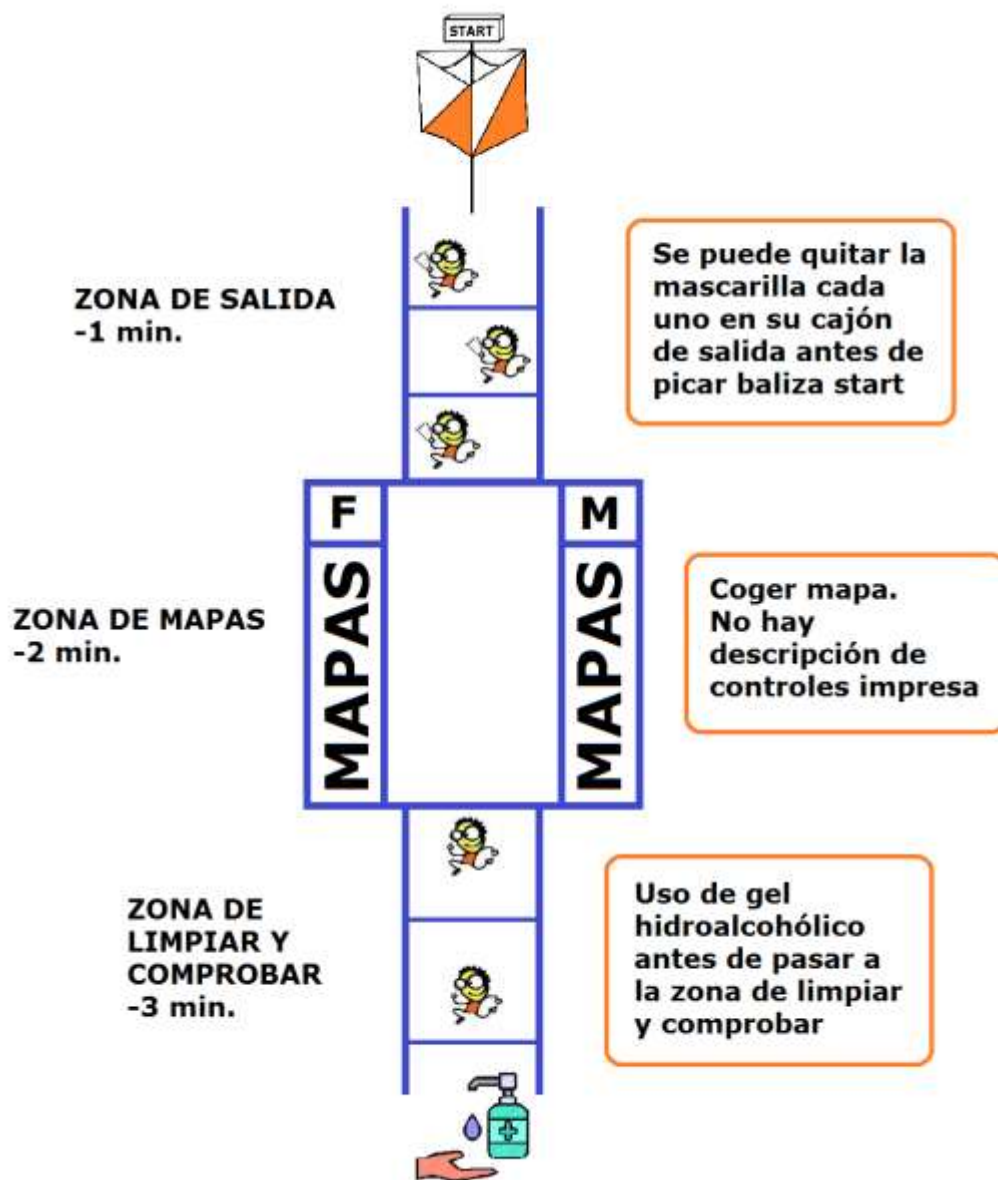 START
ZONA DE SALIDA
-1 min.
Se puede quitar la
mascarilla cada
uno en su cajón
de salida antes de
picar baliza start
F
M
ZONA DE MAPAS
-2 min.
MAPAS
MAPAS
Coger mapa.
No hay
descripción de
controles impresa
ZONA DE
LIMPIAR Y
COMPROBAR
-3 min.
Uso de gel
hidroalcohólico
antes de pasar a
la zona de limpiar
y comprobar